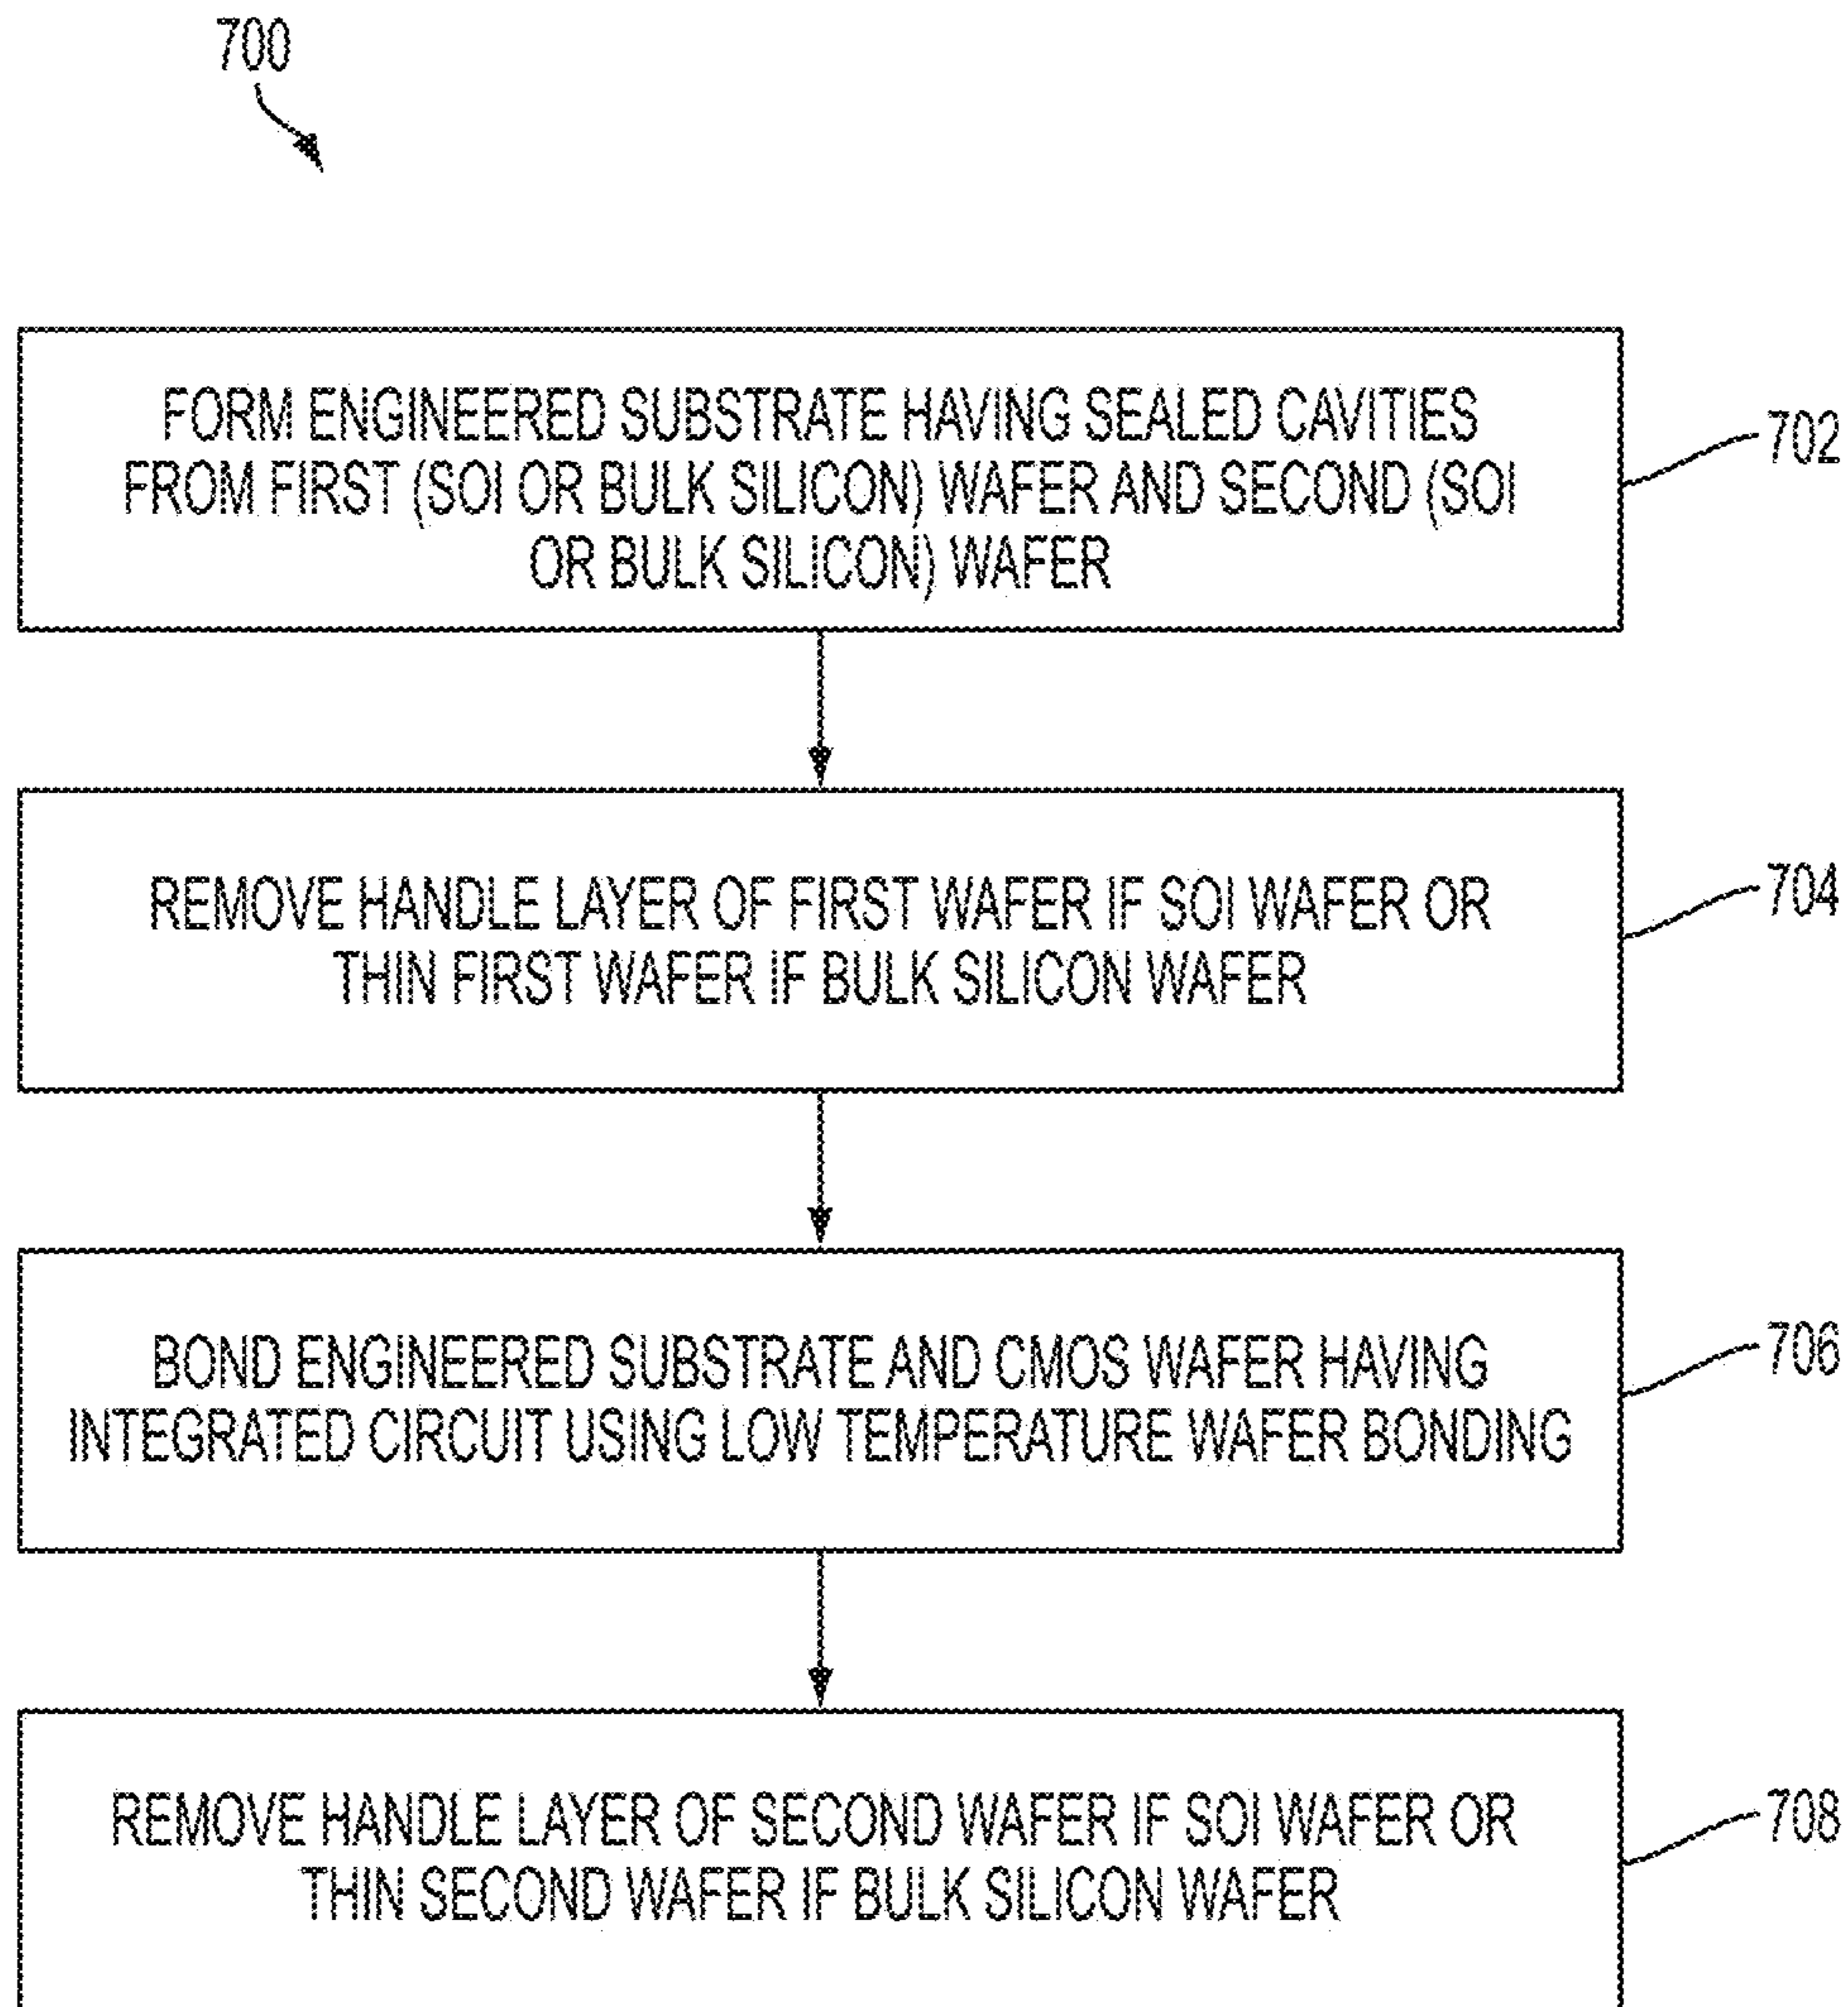 700
FORM ENGINEERED SUBSTRATE HAVING SEALED CAVITIES
FROM FIRST (SOI OR BULK SILICON) WAFER AND SECOND (SOI
OR BULK SILICON) WAFER
702
REMOVE HANDLE LAYER OF FIRST WAFER IF SOI WAFER OR
THIN FIRST WAFER IF BULK SILICON WAFER
704
BOND ENGINEERED SUBSTRATE AND CMOS WAFER HAVING
INTEGRATED CIRCUIT USING LOW TEMPERATURE WAFER BONDING
706
REMOVE HANDLE LAYER OF SECOND WAFER IF SOI WAFER OR
THIN SECOND WAFER IF BULK SILICON WAFER
708